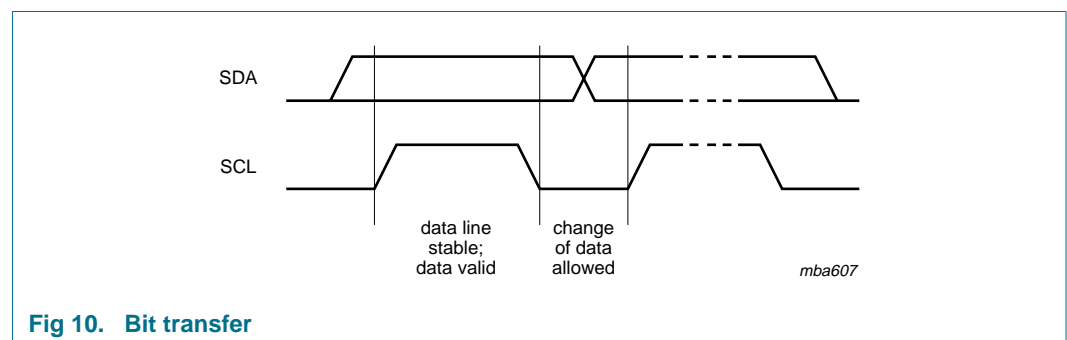 SDA
SCL
data line
stable;
data valid
change
of data
allowed
mba607
Fig 10. Bit transfer